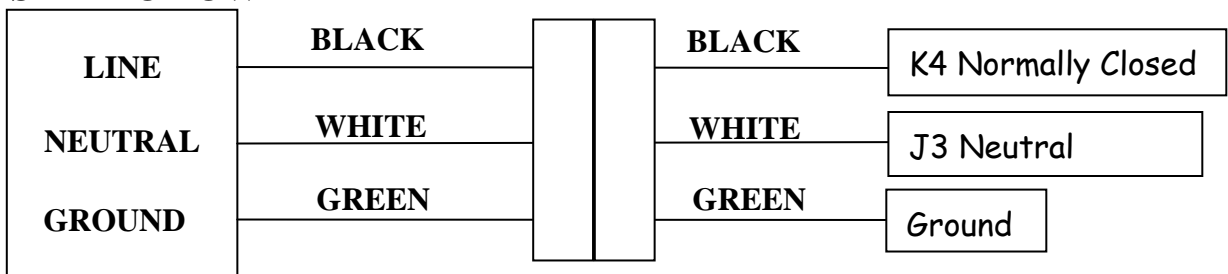 BLACK BLACK
LINE K4 Normally Closed
WHITE WHITE
NEUTRAL J3 Neutral
GREEN GREEN
GROUND Ground